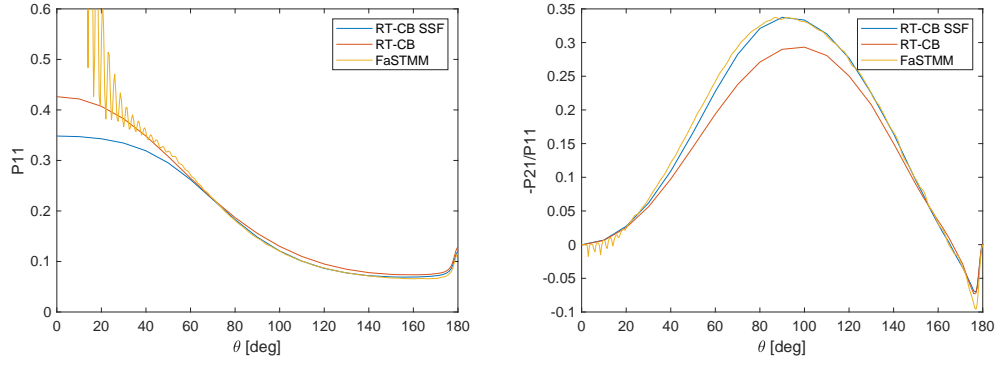 0.6
0.5
0.4
0.3
0.2
0.1
0
P11
0 20 40 60 80 100 120 140 160 180
θ [deg]
RT-CB SSF
RT-CB
FaSTMM
0.35
0.3
0.25
0.2
0.15
0.1
0.05
0
-0.05
-0.1
-P21/P11
0 20 40 60 80 100 120 140 160 180
θ [deg]
RT-CB SSF
RT-CB
FaSTMM